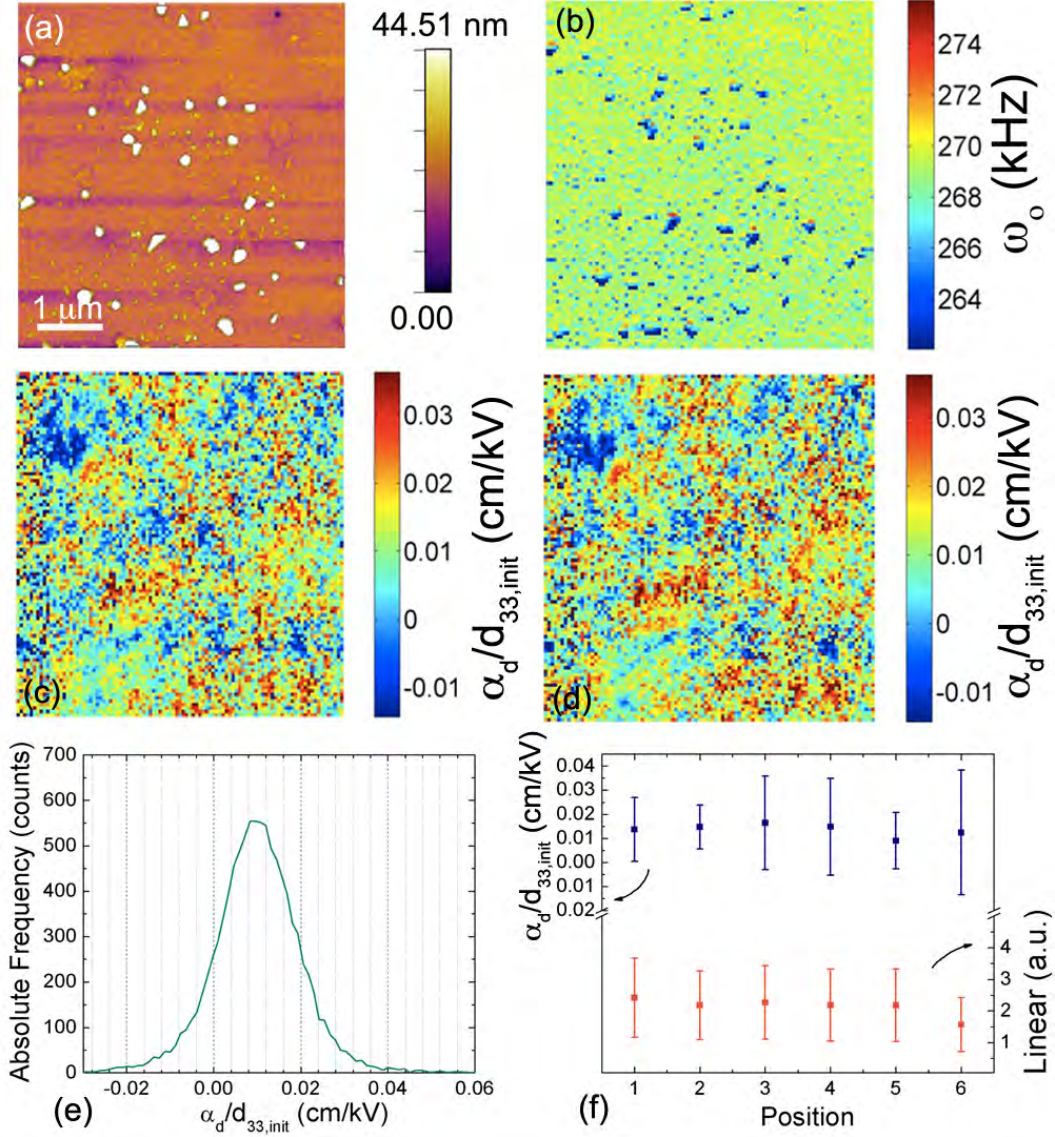 (a)
44.51 nm
0.00
1 μm
(b)
274
272
270
268
266
264
ω_o (kHz)
(c)
0.03
0.02
0.01
0
-0.01
α_d/d_33,init (cm/kV)
(d)
0.03
0.02
0.01
0
-0.01
α_d/d_33,init (cm/kV)
700
600
500
400
300
200
100
0
Absolute Frequency (counts)
-0.02
0.00
0.02
0.04
0.06
(e)
α_d/d_33,init (cm/kV)
0.04
0.03
0.02
0.01
0.00
0.01
0.02
α_d/d_33,init (cm/kV)
4
3
2
1
Linear (a.u.)
1 2 3 4 5 6
(f)
Position